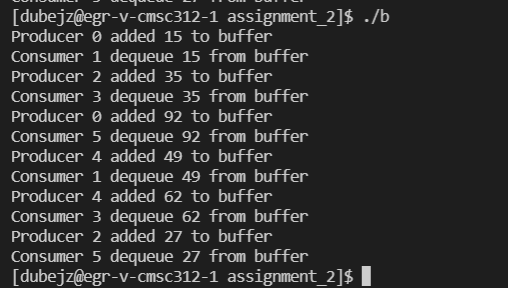 [dubejz@egr-v-cmsc312-1 assignment_2]$ ./b
Producer 0 added 15 to buffer
Consumer 1 dequeue 15 from buffer
Producer 2 added 35 to buffer
Consumer 3 dequeue 35 from buffer
Producer 0 added 92 to buffer
Consumer 5 dequeue 92 from buffer
Producer 4 added 49 to buffer
Consumer 1 dequeue 49 from buffer
Producer 4 added 62 to buffer
Consumer 3 dequeue 62 from buffer
Producer 2 added 27 to buffer
Consumer 5 dequeue 27 from buffer
[dubejz@egr-v-cmsc312-1 assignment_2]$